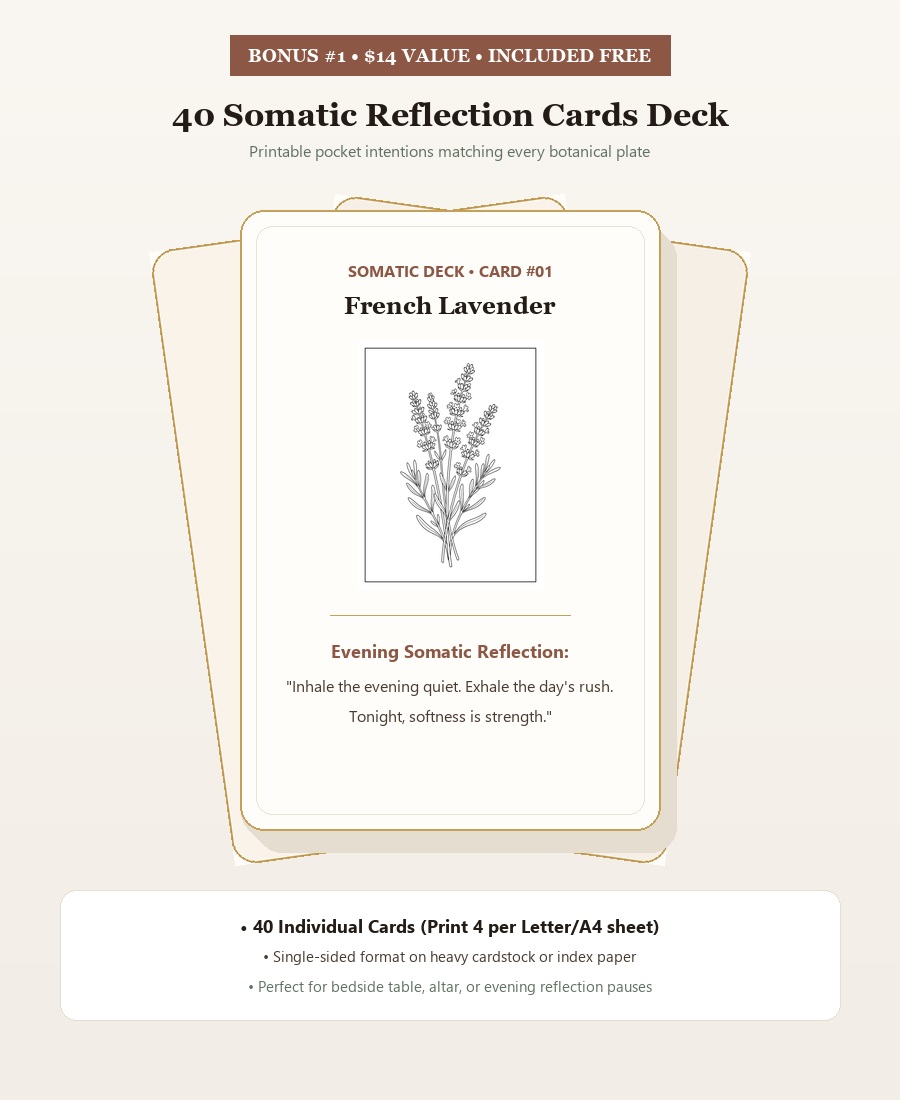 BONUS #1 • $14 VALUE • INCLUDED FREE
40 Somatic Reflection Cards Deck
Printable pocket intentions matching every botanical plate
SOMATIC DECK • CARD #01
French Lavender
Evening Somatic Reflection:
"Inhale the evening quiet. Exhale the day's rush.
Tonight, softness is strength."
• 40 Individual Cards (Print 4 per Letter/A4 sheet)
• Single-sided format on heavy cardstock or index paper
• Perfect for bedside table, altar, or evening reflection pauses